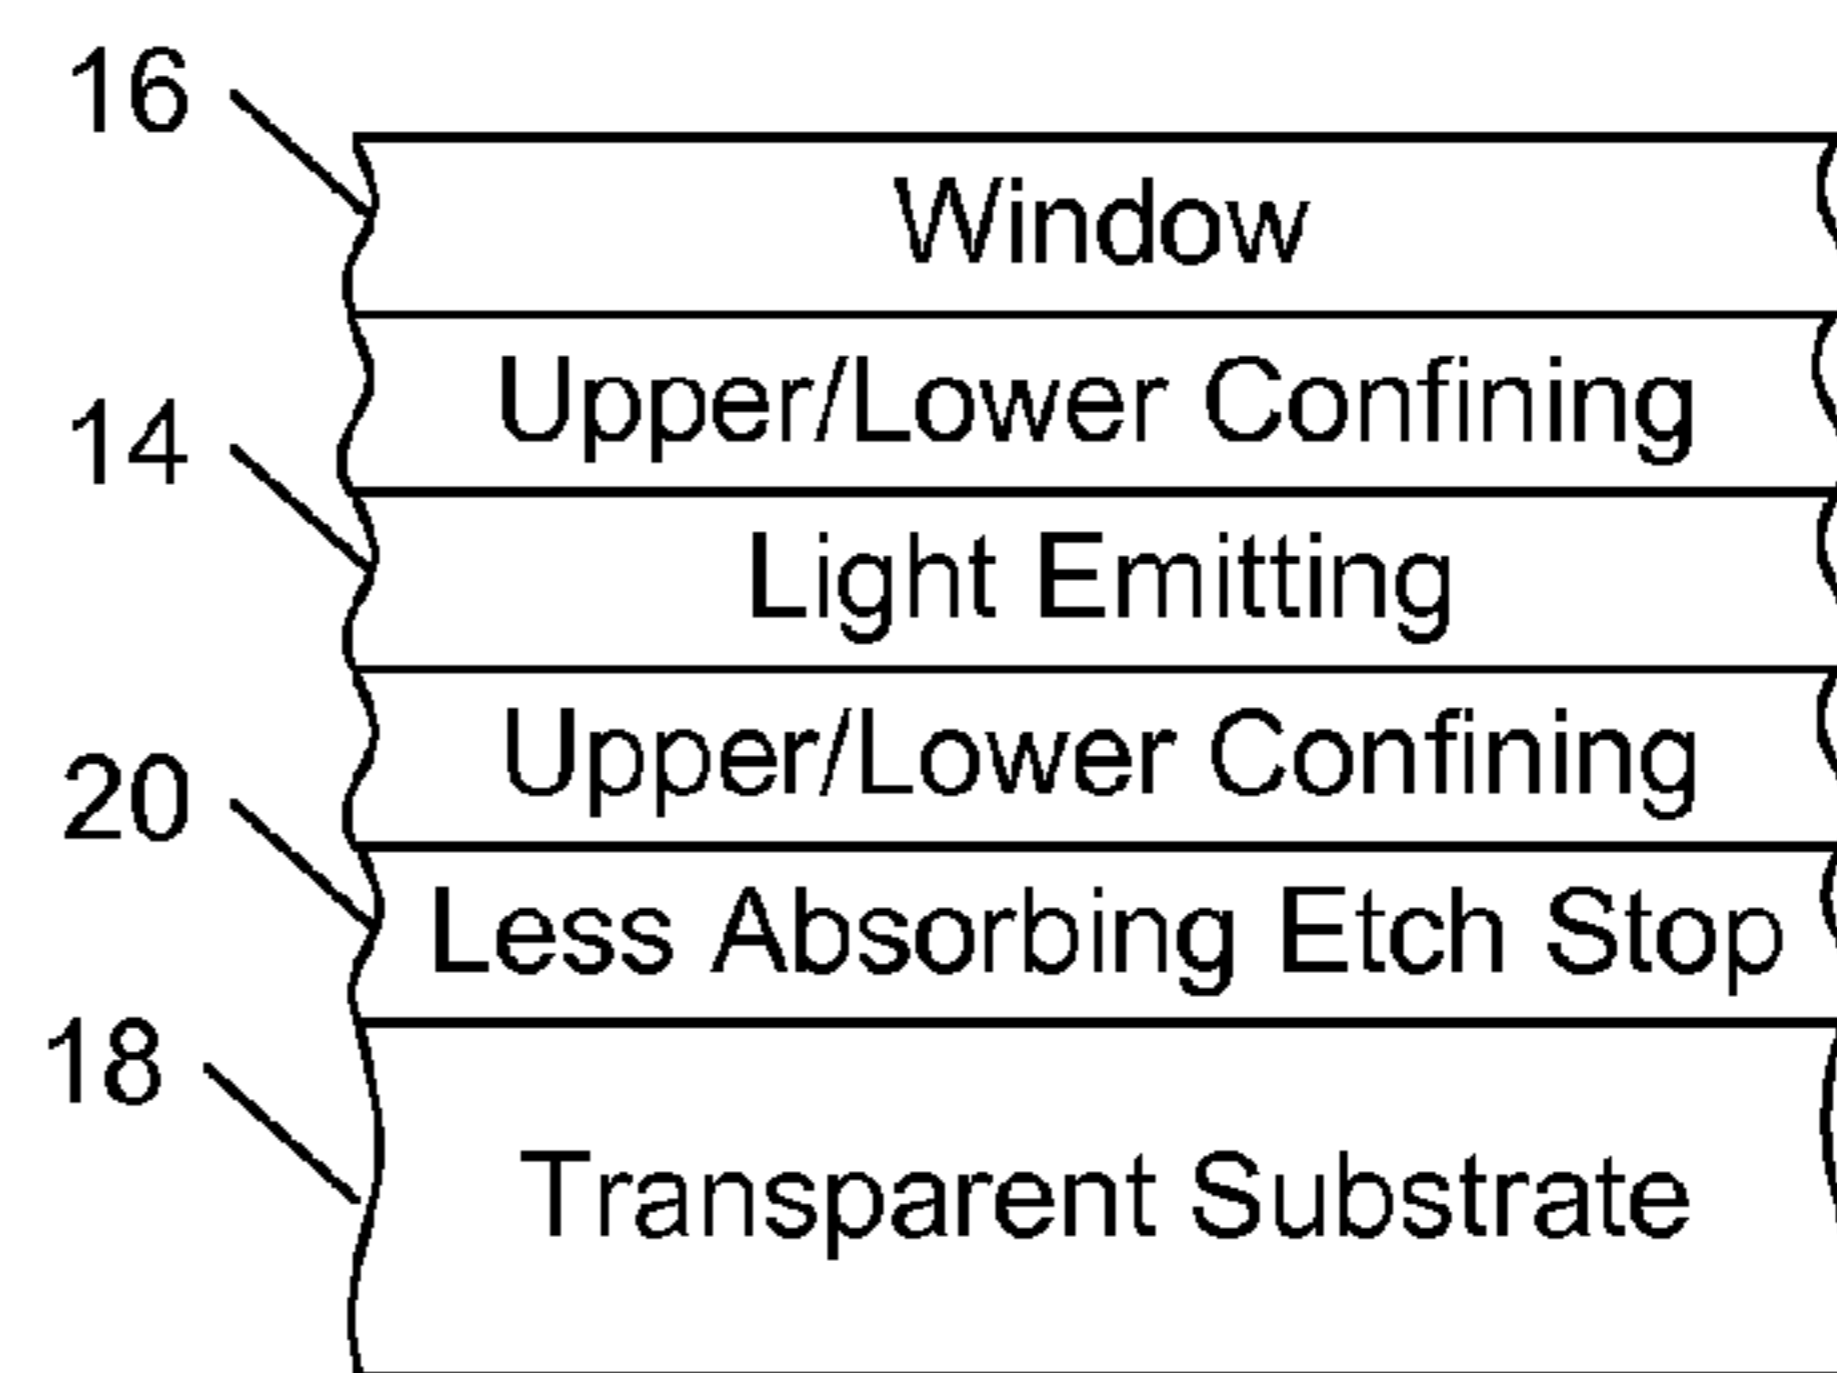 16
Window
Upper/Lower Confining
14
Light Emitting
Upper/Lower Confining
20
Less Absorbing Etch Stop
18
Transparent Substrate